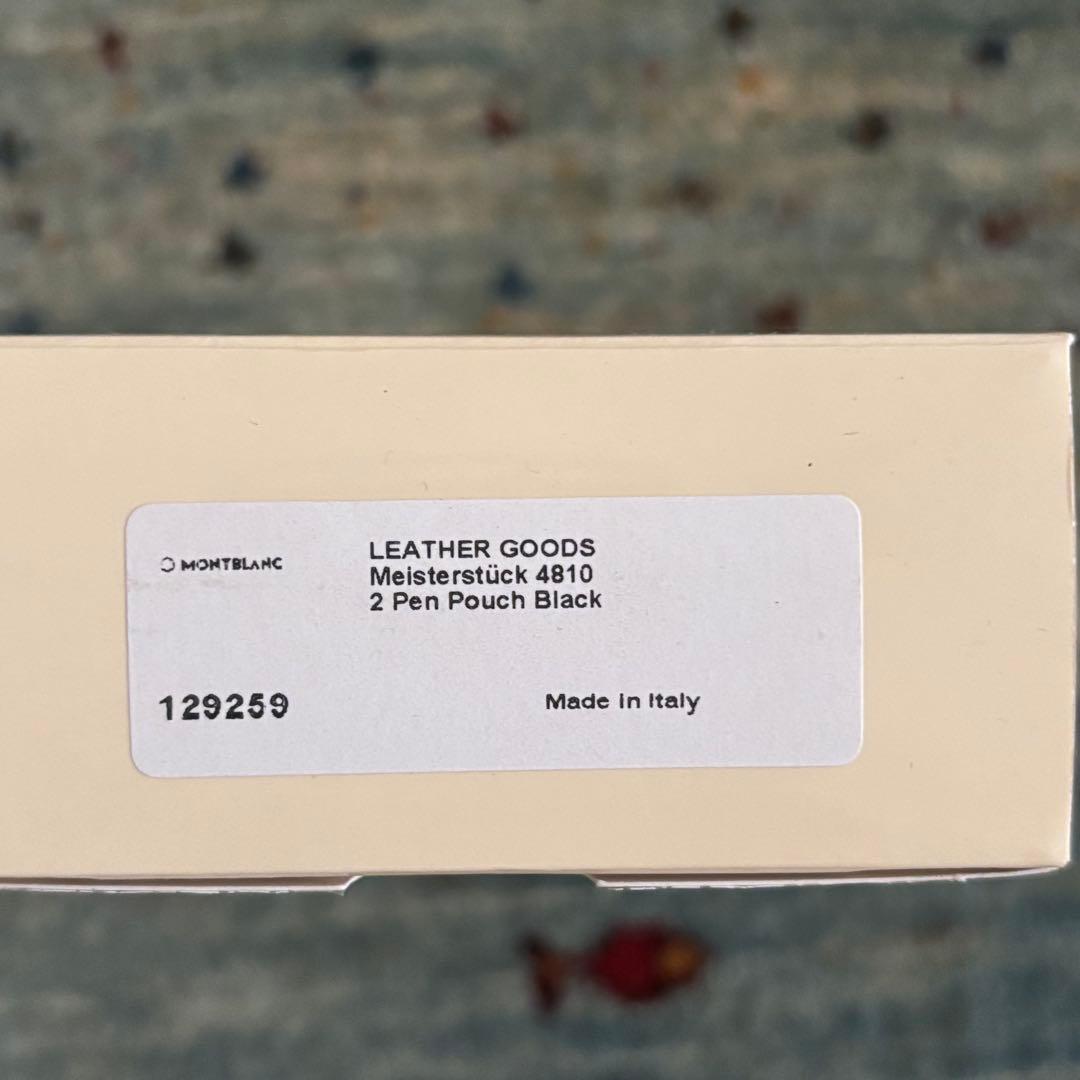 MONTBLANC
LEATHER GOODS
Meisterstück 4810
2 Pen Pouch Black
129259
Made in Italy